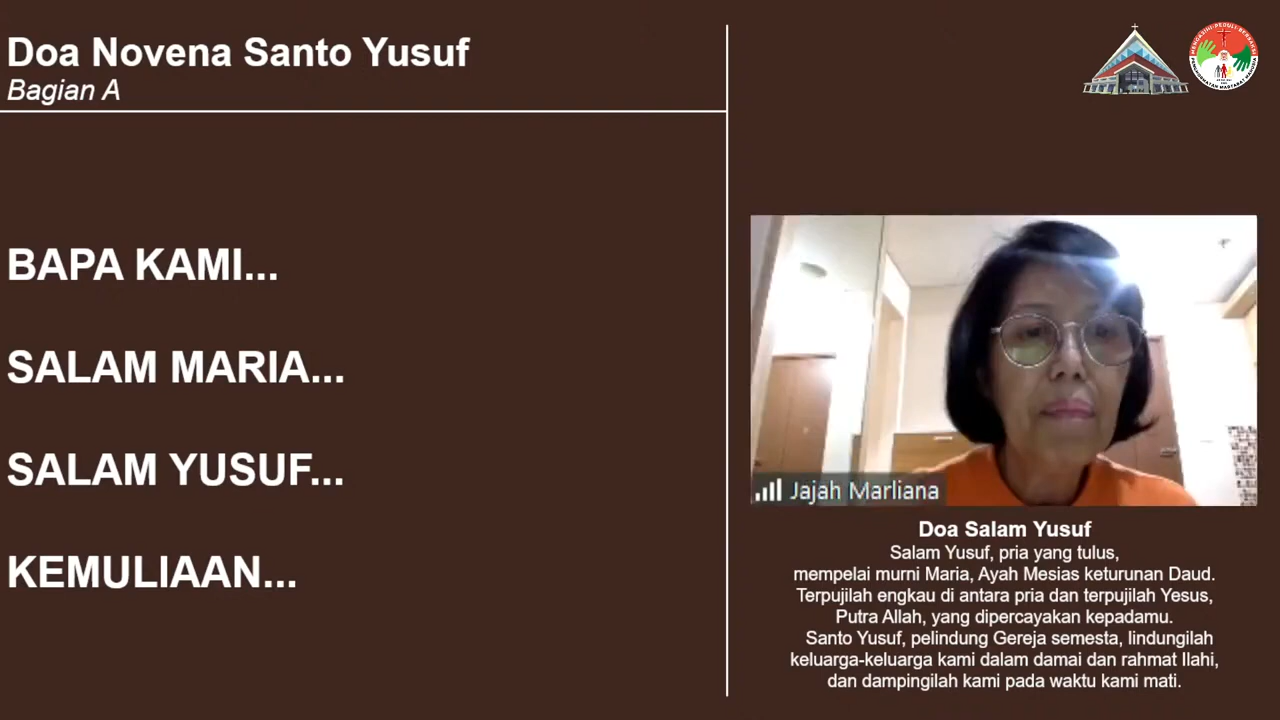 Doa Novena Santo Yusuf
Bagian A
BAPA KAMI...
SALAM MARIA...
SALAM YUSUF...
KEMULIAAN...
Jajah Marliana
Doa Salam Yusuf
Salam Yusuf, pria yang tulus,
mempelai murni Maria, Ayah Mesias keturunan Daud.
Terpujilah engkau di antara pria dan terpujilah Yesus,
Putra Allah, yang dipercayakan kepadamu.
Santo Yusuf, pelindung Gereja semesta, lindungilah
keluarga-keluarga kami dalam damai dan rahmat Ilahi,
dan dampingilah kami pada waktu kami mati.